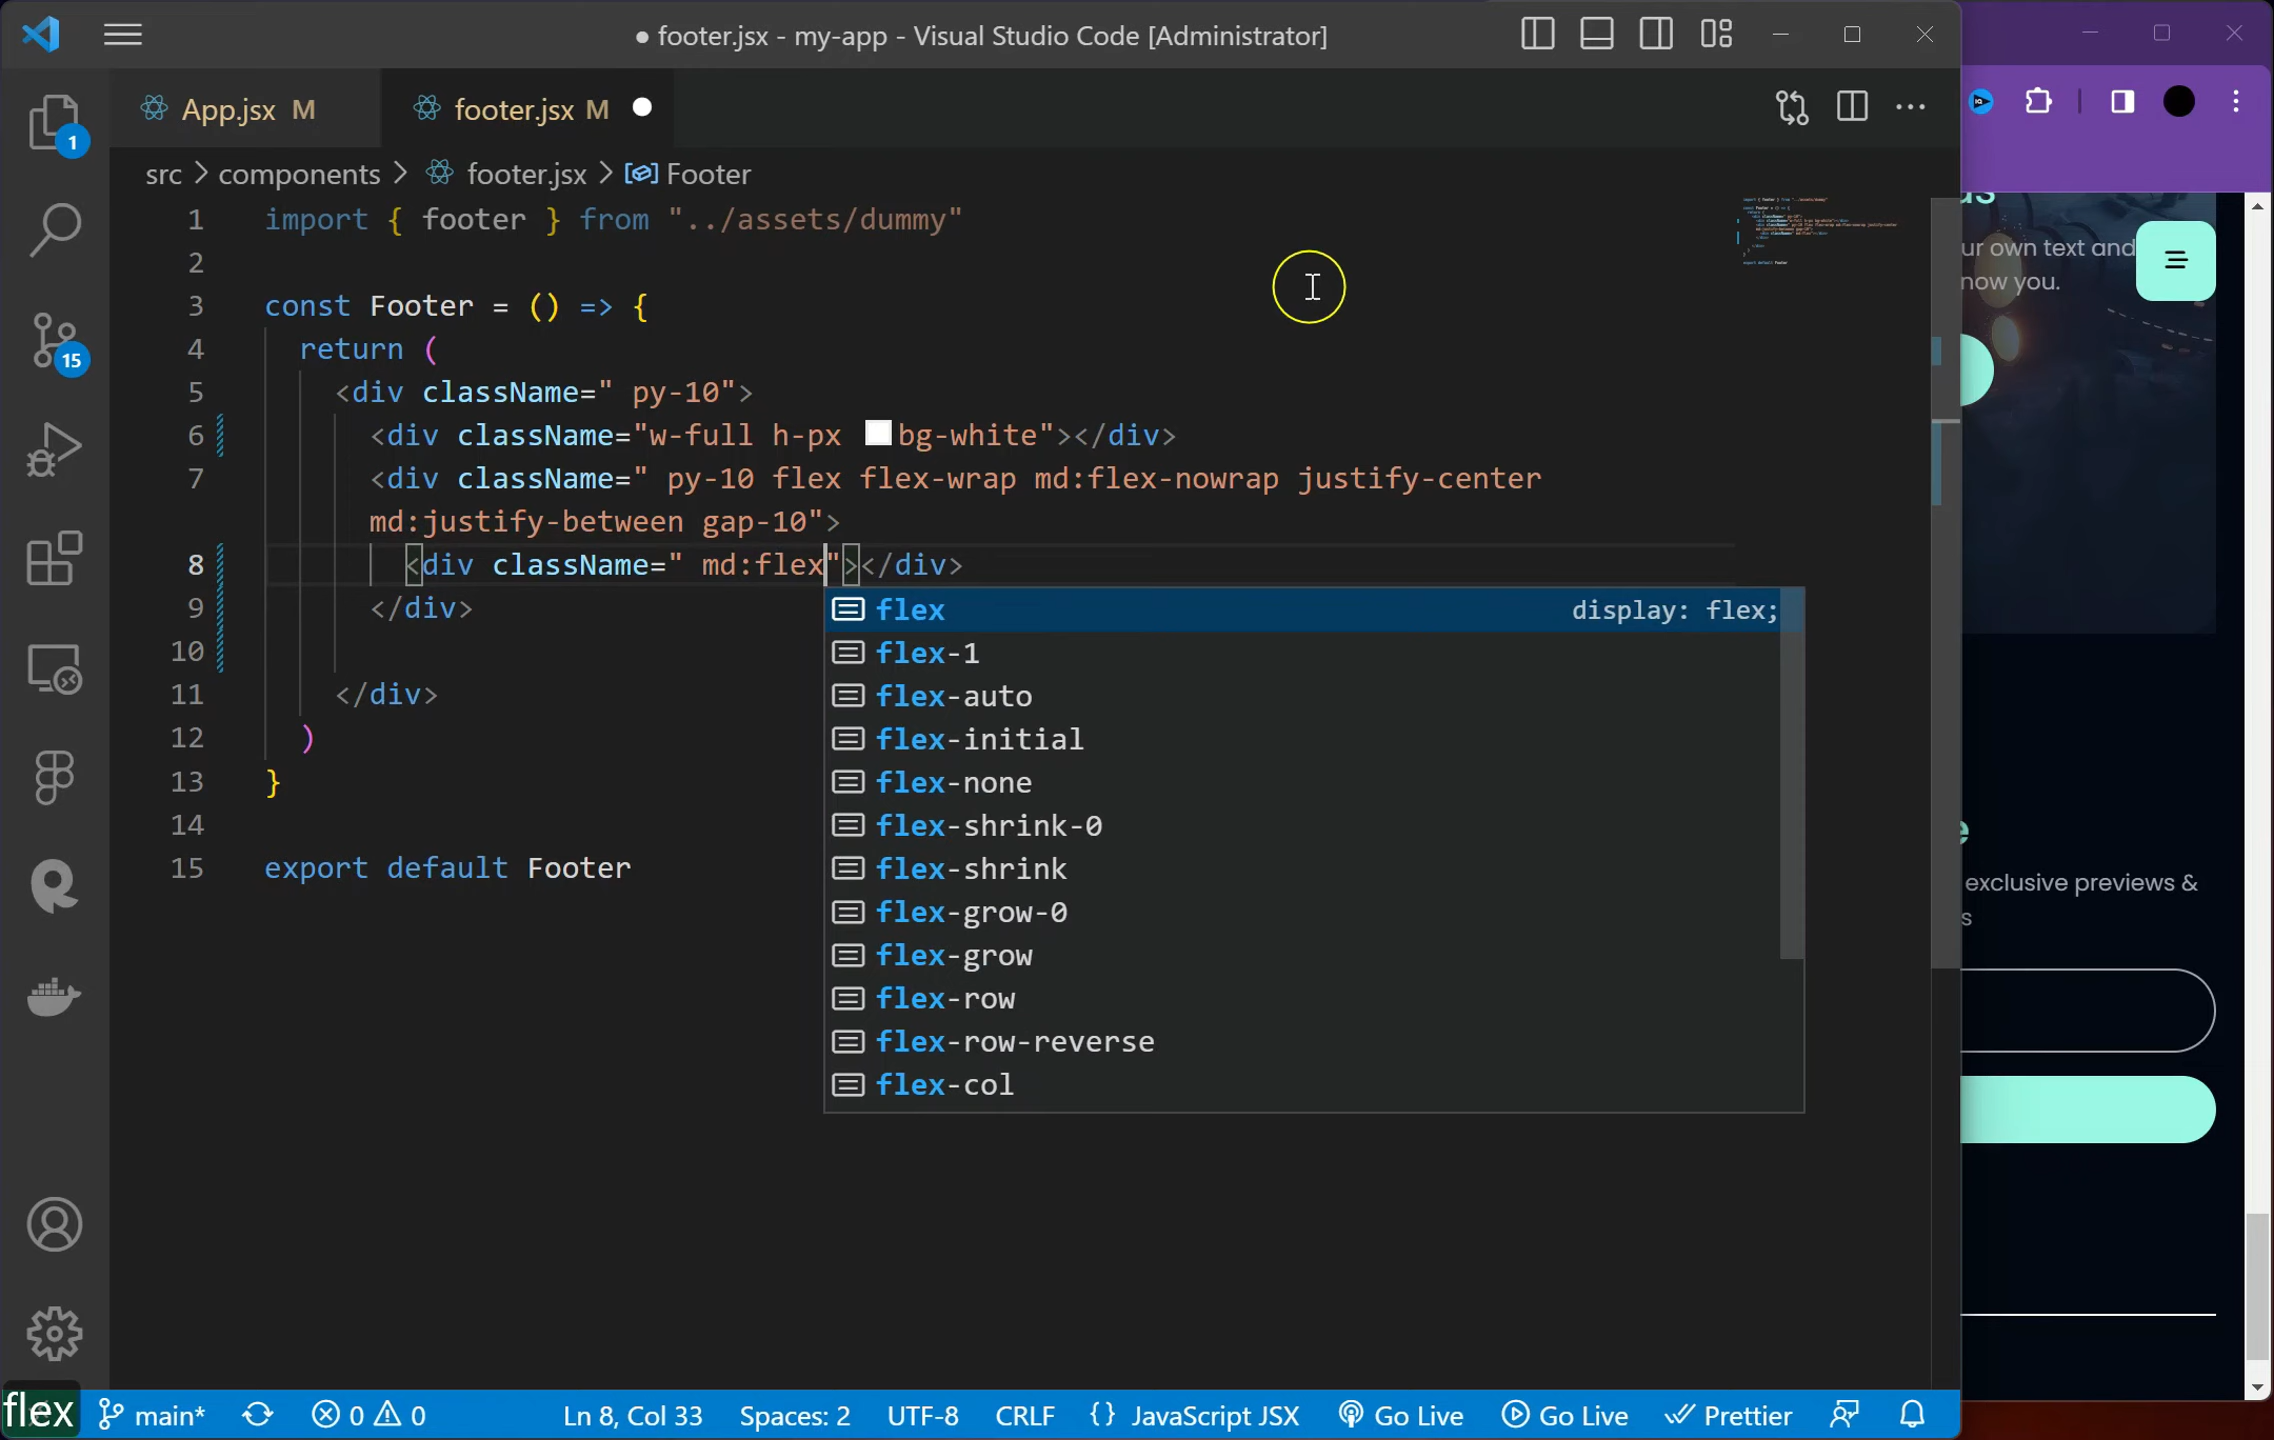 footer.jsx - my-app - Visual Studio Code [Administrator]
App.jsx M
footer.jsx M
1
15
src > components > footer.jsx > Footer
1 import { footer } from "../assets/dummy"
2
3 const Footer = () => {
4 return (
5 <div className=" py-10">
6 <div className="w-full h-px bg-white"></div>
7 <div className=" py-10 flex flex-wrap md:flex-nowrap justify-center
md:justify-between gap-10">
8 <div className=" md:flex"></div>
9 </div>
10
11 </div>
12 )
13 }
14
15 export default Footer
flex display: flex;
flex-1
flex-auto
flex-initial
flex-none
flex-shrink-0
flex-shrink
flex-grow-0
flex-grow
flex-row
flex-row-reverse
flex-col
ur own text and
now you.
exclusive previews &
s
flex
main* 0 0 Ln 8, Col 33 Spaces: 2 UTF-8 CRLF {} JavaScript JSX Go Live Go Live Prettier